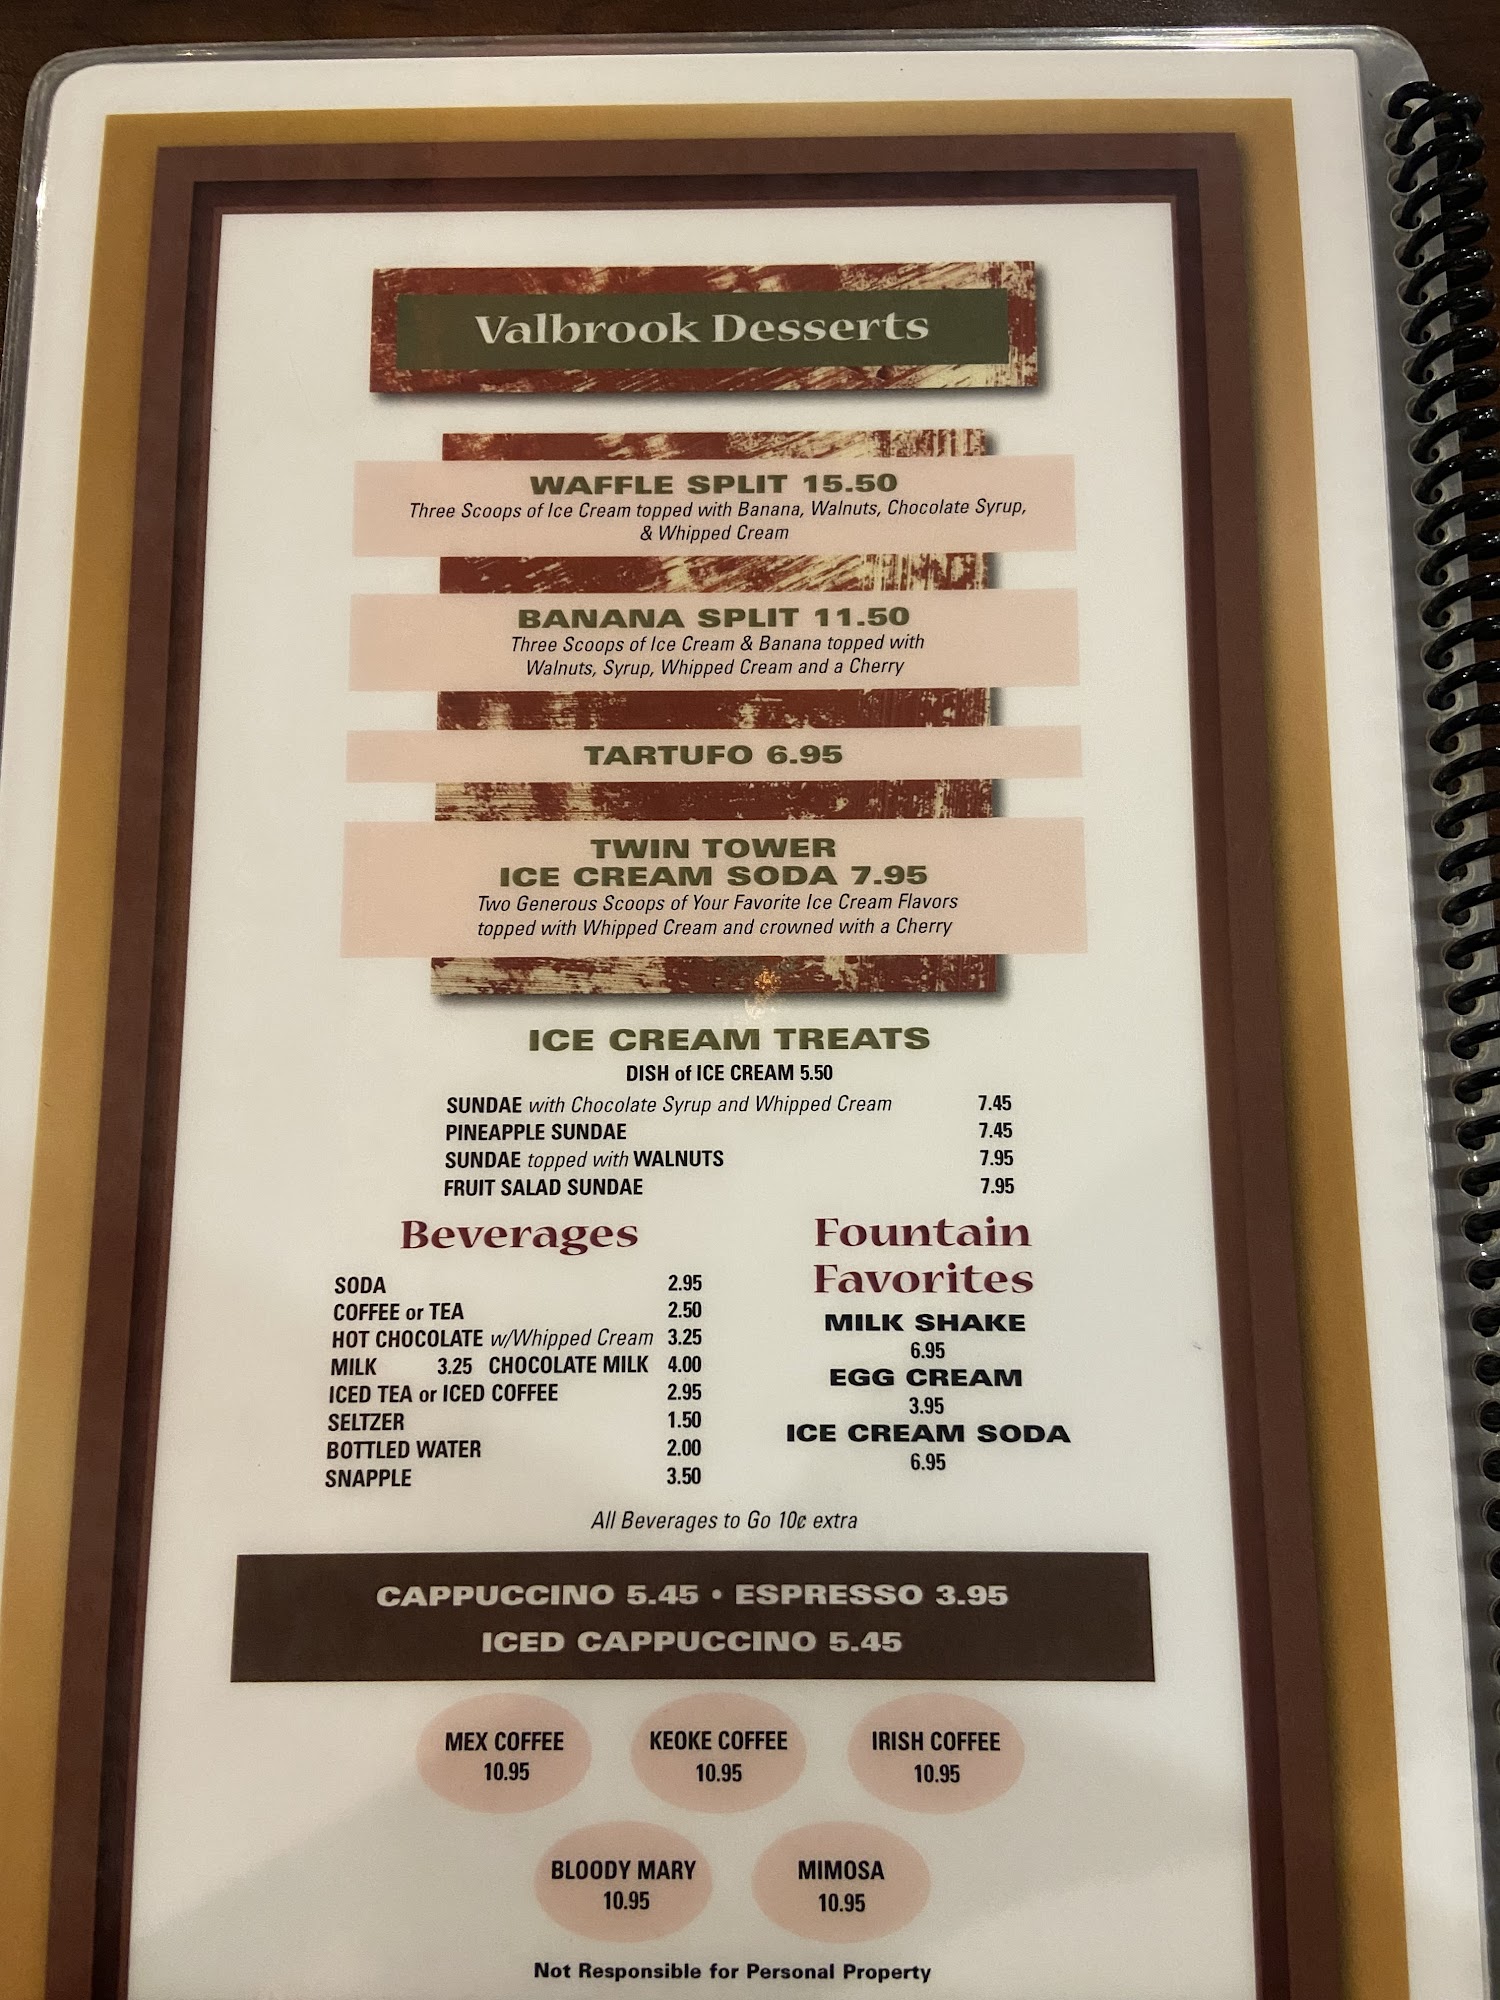 Valbrook Desserts
WAFFLE SPLIT 15.50
Three Scoops of Ice Cream topped with Banana, Walnuts, Chocolate Syrup,
& Whipped Cream
BANANA SPLIT 11.50
Three Scoops of Ice Cream & Banana topped with
Walnuts, Syrup, Whipped Cream and a Cherry
TARTUFO 6.95
TWIN TOWER
ICE CREAM SODA 7.95
Two Generous Scoops of Your Favorite Ice Cream Flavors
topped with Whipped Cream and crowned with a Cherry
ICE CREAM TREATS
DISH of ICE CREAM 5.50
SUNDAE with Chocolate Syrup and Whipped Cream 7.45
PINEAPPLE SUNDAE 7.45
SUNDAE topped with WALNUTS 7.95
FRUIT SALAD SUNDAE 7.95
Beverages
SODA 2.95
COFFEE or TEA 2.50
HOT CHOCOLATE w/Whipped Cream 3.25
MILK 3.25 CHOCOLATE MILK 4.00
ICED TEA or ICED COFFEE 2.95
SELTZER 1.50
BOTTLED WATER 2.00
SNAPPLE 3.50
Fountain
Favorites
MILK SHAKE
6.95
EGG CREAM
3.95
ICE CREAM SODA
6.95
All Beverages to Go 10¢ extra
CAPPUCCINO 5.45 • ESPRESSO 3.95
ICED CAPPUCCINO 5.45
MEX COFFEE
10.95
KEOKE COFFEE
10.95
IRISH COFFEE
10.95
BLOODY MARY
10.95
MIMOSA
10.95
Not Responsible for Personal Property